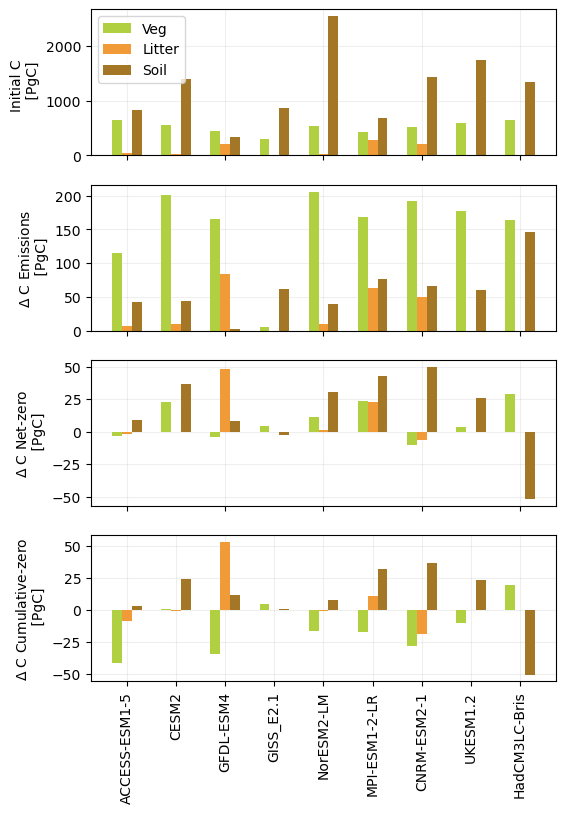 Initial C
[PgC]
2000
1000
0
Veg
Litter
Soil
Δ C Emissions
[PgC]
200
150
100
50
0
Δ C Net-zero
[PgC]
50
25
0
−25
−50
Δ C Cumulative-zero
[PgC]
50
25
0
−25
−50
ACCESS-ESM1-5
CESM2
GFDL-ESM4
GISS_E2.1
NorESM2-LM
MPI-ESM1-2-LR
CNRM-ESM2-1
UKESM1.2
HadCM3LC-Bris